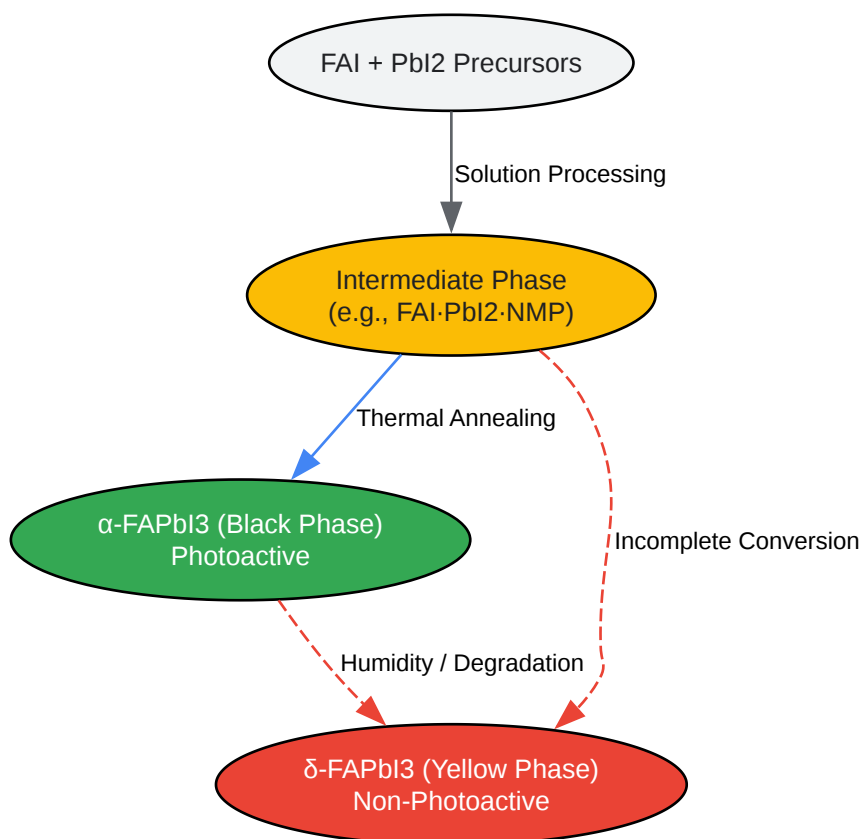 FAI + PbI2 Precursors
Solution Processing
Intermediate Phase
(e.g., FAI·PbI2·NMP)
Thermal Annealing
α-FAPbI3 (Black Phase)
Photoactive
Incomplete Conversion
Humidity / Degradation
δ-FAPbI3 (Yellow Phase)
Non-Photoactive